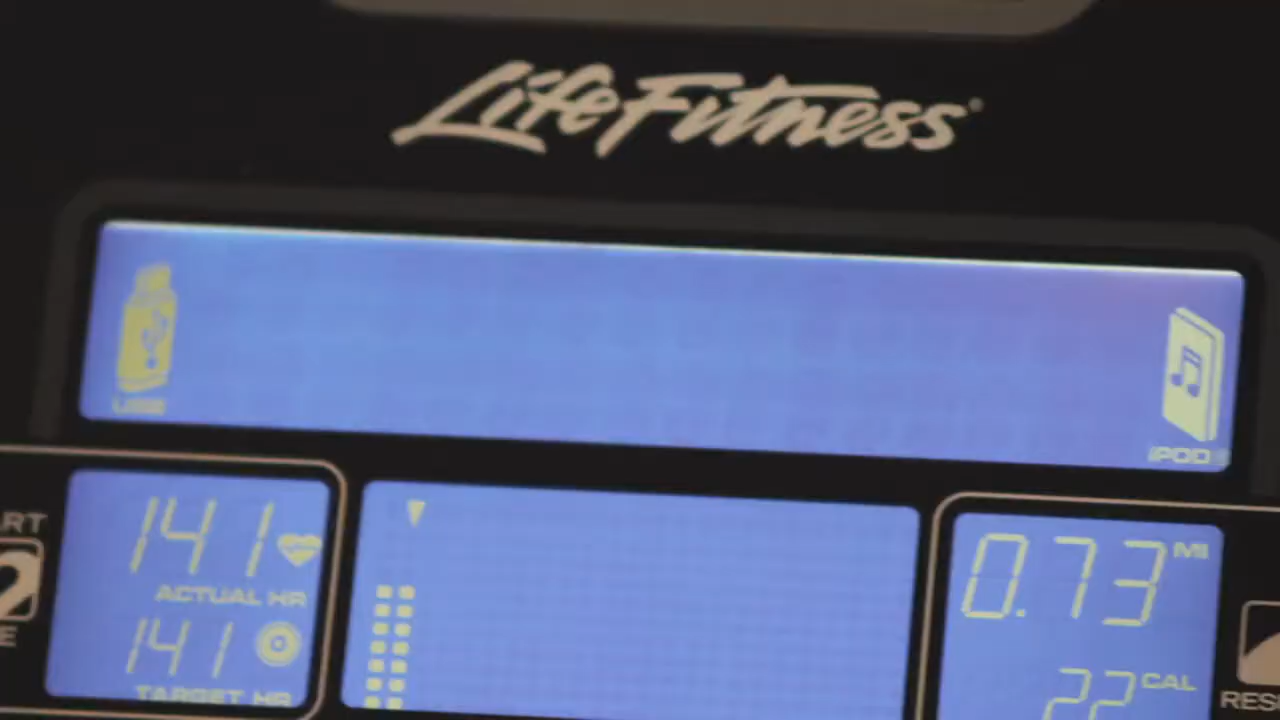 LifeFitness
USB
iPOD
141
ACTUAL HR
141
TARGET HR
0.73 MI
22 CAL